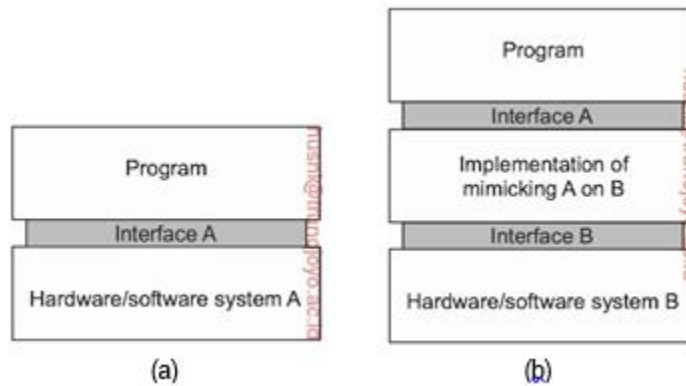 Program
Interface A
Hardware/software system A
(a)
Program
Interface A
Implementation of
mimicking A on B
Interface B
Hardware/software system B
(b)